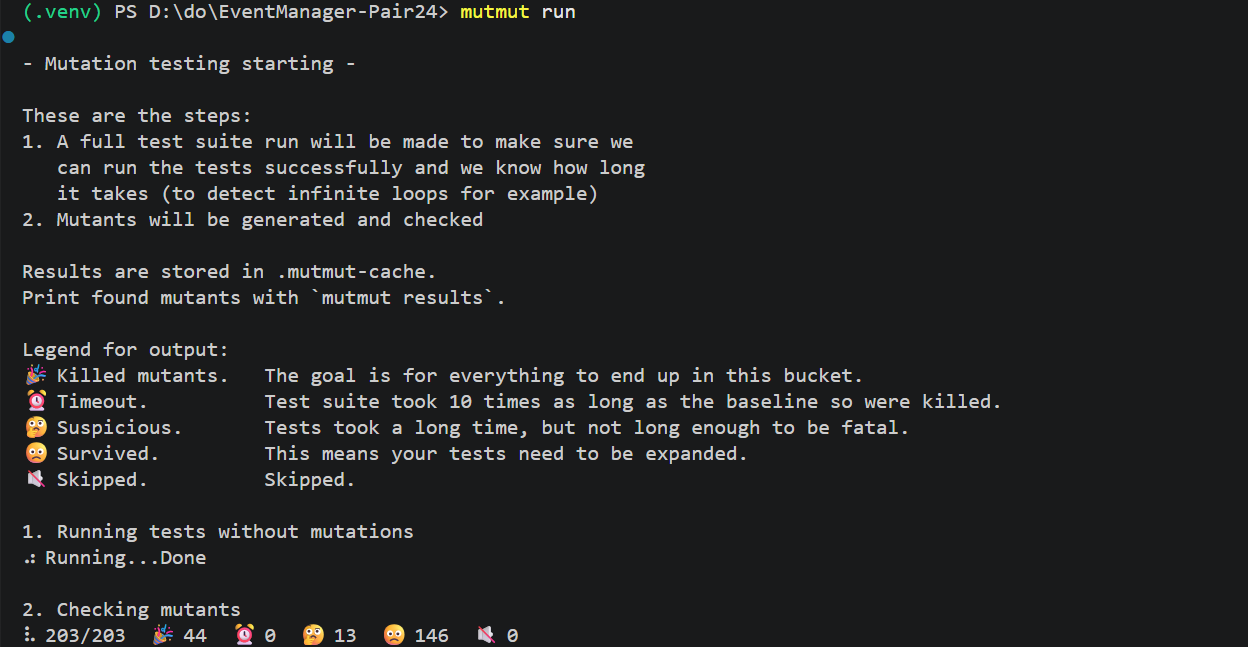 (.venv) PS D:\do\EventManager-Pair24> mutmut run
- Mutation testing starting -
These are the steps:
1. A full test suite run will be made to make sure we
can run the tests successfully and we know how long
it takes (to detect infinite loops for example)
2. Mutants will be generated and checked
Results are stored in .mutmut-cache.
Print found mutants with `mutmut results`.
Legend for output:
🎉 Killed mutants.   The goal is for everything to end up in this bucket.
⏰ Timeout.          Test suite took 10 times as long as the baseline so were killed.
🤔 Suspicious.       Tests took a long time, but not long enough to be fatal.
🙁 Survived.         This means your tests need to be expanded.
🔇 Skipped.          Skipped.
1. Running tests without mutations
⠴ Running...Done
2. Checking mutants
⠧ 203/203  🎉 44  ⏰ 0  🤔 13  🙁 146  🔇 0